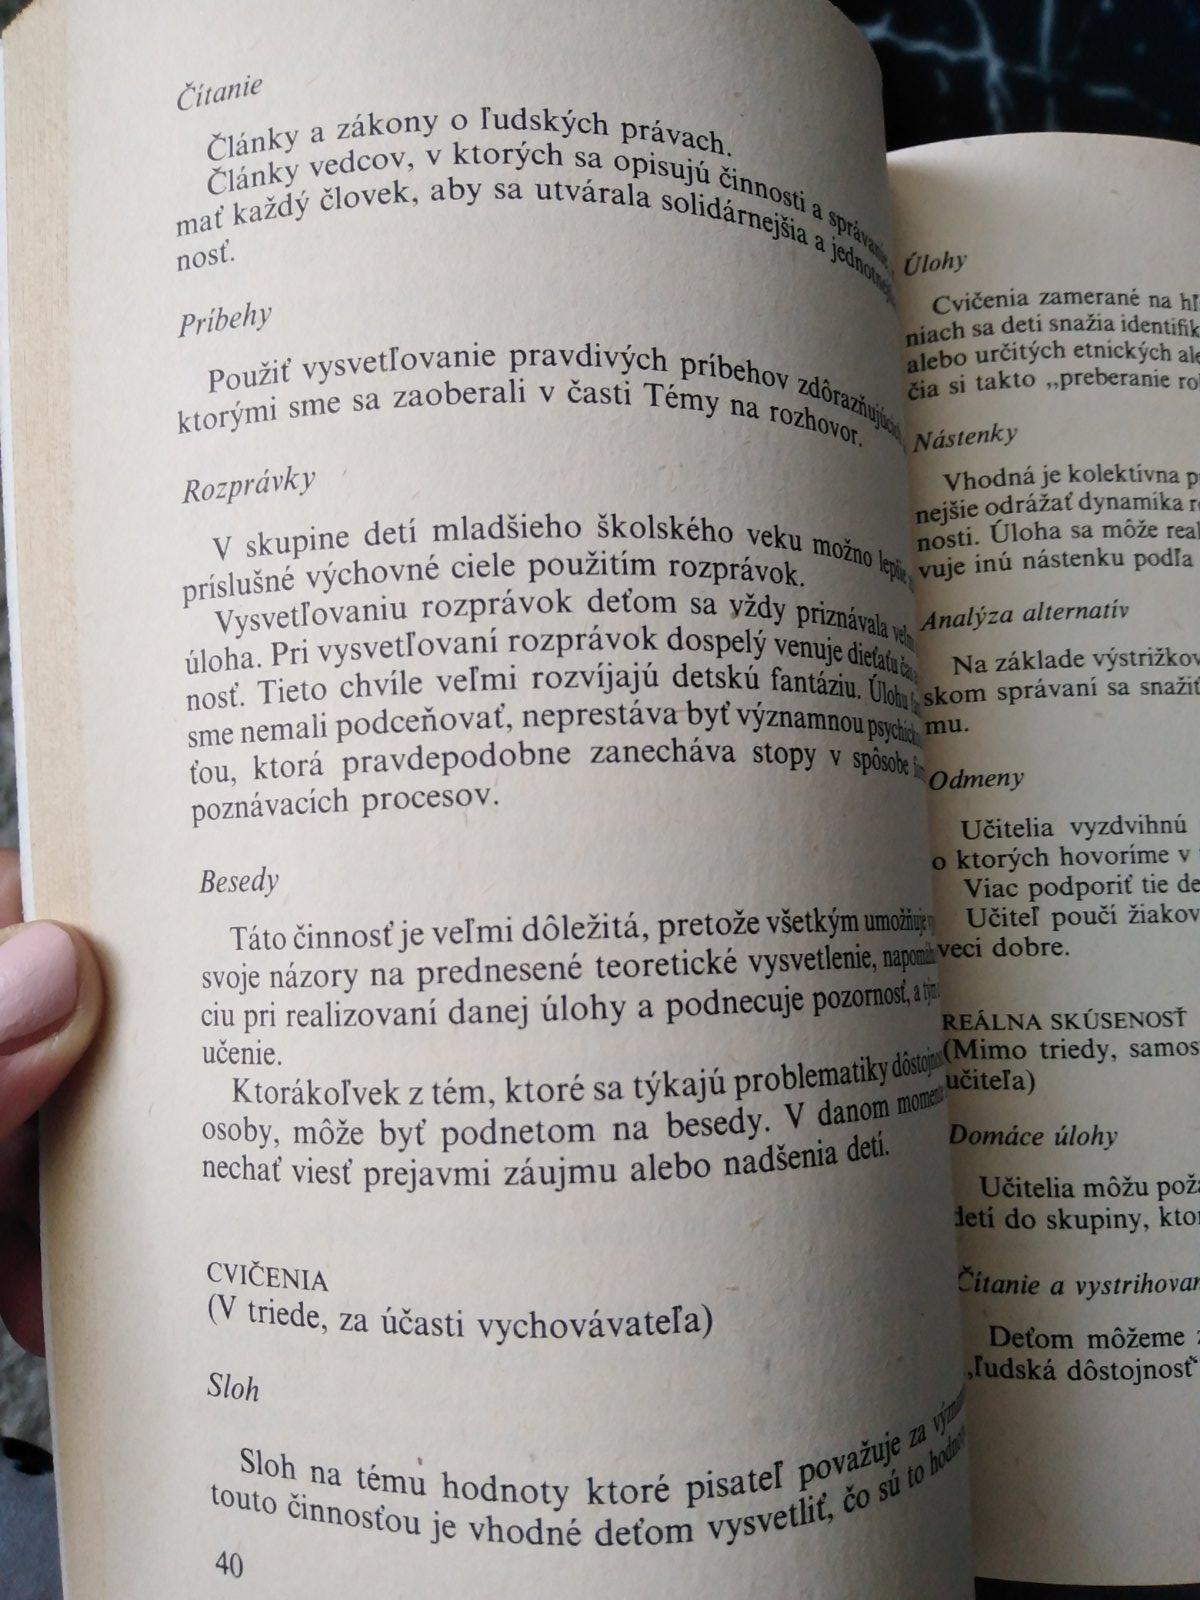 Čítanie
Články a zákony o ľudských právach.
Články vedcov, v ktorých sa opisujú činnosti a
mať každý človek, aby sa utvárala solidárnejšia a
nosť.
Príbehy
Použiť vysvetľovanie pravdivých príbehov
ktorými sme sa zaoberali v časti Témy na rozhovor.
Rozprávky
V skupine detí mladšieho školského veku možno lepšie
príslušné výchovné ciele použitím rozprávok.
Vysvetľovaniu rozprávok deťom sa vždy priznávala
úloha. Pri vysvetľovaní rozprávok dospelý venuje dieťaťu
nosť. Tieto chvíle veľmi rozvíjajú detskú fantáziu. Úlohu
sme nemali podceňovať, neprestáva byť významnou
ťou, ktorá pravdepodobne zanecháva stopy v spôsobe
poznávacích procesov.
Besedy
Táto činnosť je veľmi dôležitá, pretože všetkým umožňuje
svoje názory na prednesené teoretické vysvetlenie,
ciu pri realizovaní danej úlohy a podnecuje pozornosť, a
učenie.
Ktorákoľvek z tém, ktoré sa týkajú problematiky
osoby, môže byť podnetom na besedy. V danom
nechať viesť prejavmi záujmu alebo nadšenia detí.
CVIČENIA
(V triede, za účasti vychovávateľa)
Sloh
Sloh na tému hodnoty ktoré pisateľ považuje za
touto činnosťou je vhodné deťom vysvetliť, čo sú to
40
Úlohy
Cvičenia zamerané na
niach sa deti snažia
alebo určitých etnických
čia si takto „preberanie
Nástenky
Vhodná je kolektívna
nejšie odrážať dynamika
nosti. Úloha sa môže
vuje inú nástenku podľa
Analýza alternatív
Na základe výstrižkov
skom správaní sa snažiť
mu.
Odmeny
Učitelia vyzdvihnú
o ktorých hovoríme v
Viac podporiť tie
Učiteľ poučí žiakov
veci dobre.
REÁLNA SKÚSENOSŤ
(Mimo triedy,
učiteľa)
Domáce úlohy
Učitelia môžu
detí do skupiny,
Čítanie a
Deťom môžeme
„ľudská dôstojnosť“